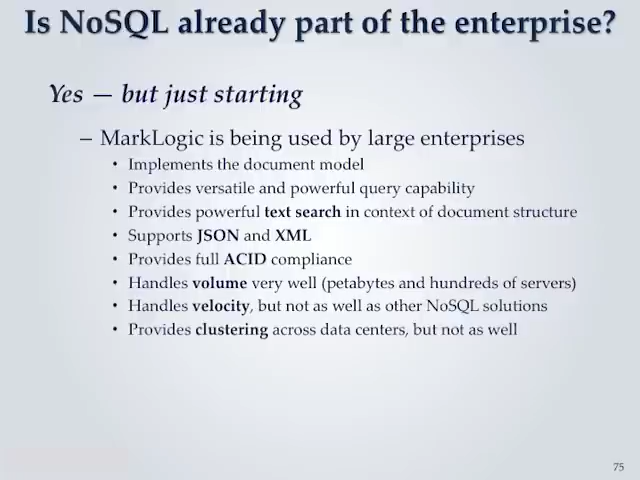 Is NoSQL already part of the enterprise?
Yes — but just starting
– MarkLogic is being used by large enterprises
• Implements the document model
• Provides versatile and powerful query capability
• Provides powerful text search in context of document structure
• Supports JSON and XML
• Provides full ACID compliance
• Handles volume very well (petabytes and hundreds of servers)
• Handles velocity, but not as well as other NoSQL solutions
• Provides clustering across data centers, but not as well
75